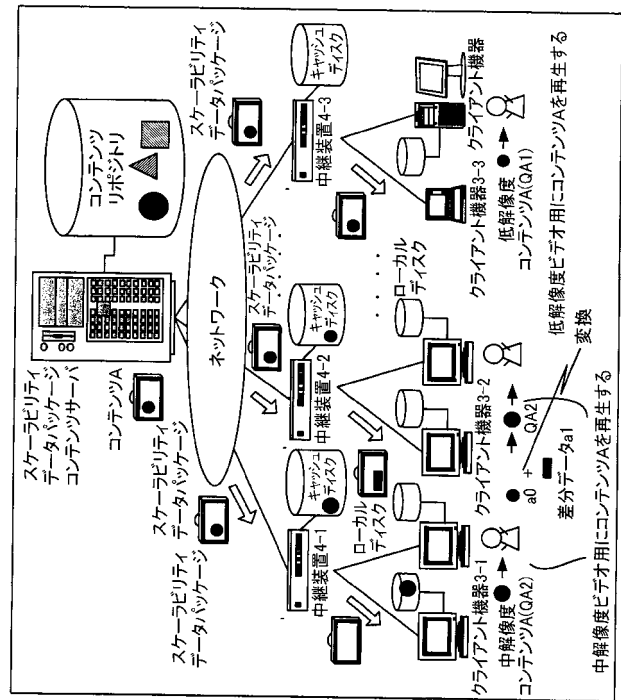 スケーラビリティ
データパッケージ
コンテンツサーバ
コンテンツ
リポジトリ
コンテンツA
スケーラビリティ
データパッケージ
スケーラビリティ
データパッケージ
ネットワーク
スケーラビリティ
データパッケージ
スケーラビリティ
データパッケージ
中継装置4-1
キャッシュ
ディスク
中継装置4-2
キャッシュ
ディスク
中継装置4-3
キャッシュ
ディスク
ローカル
ディスク
ローカル
ディスク
クライアント機器3-1
中解像度
コンテンツA(QA2)
クライアント機器3-2
a0
+
QA2
差分データa1
クライアント機器3-3
クライアント機器
低解像度
コンテンツA(QA1)
変換
中解像度ビデオ用にコンテンツAを再生する
低解像度ビデオ用にコンテンツAを再生する